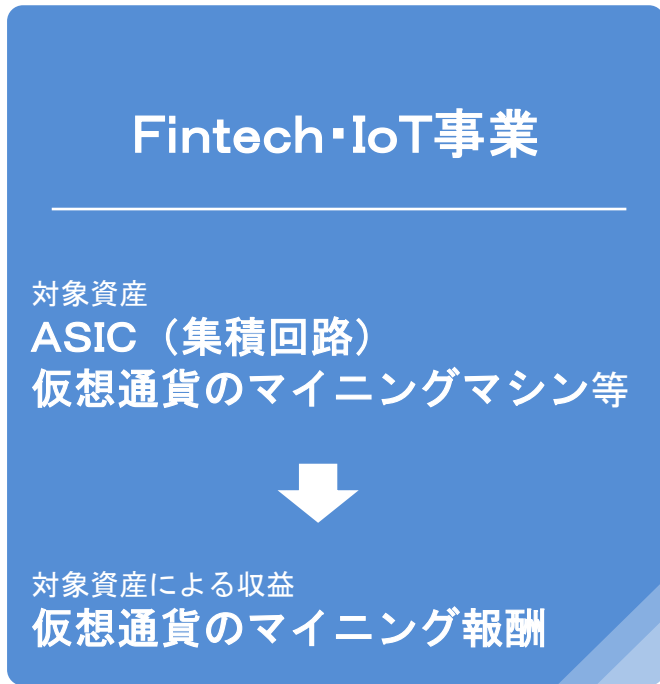 Fintech･IoT事業
対象資産
ASIC（集積回路）
仮想通貨のマイニングマシン等
対象資産による収益
仮想通貨のマイニング報酬